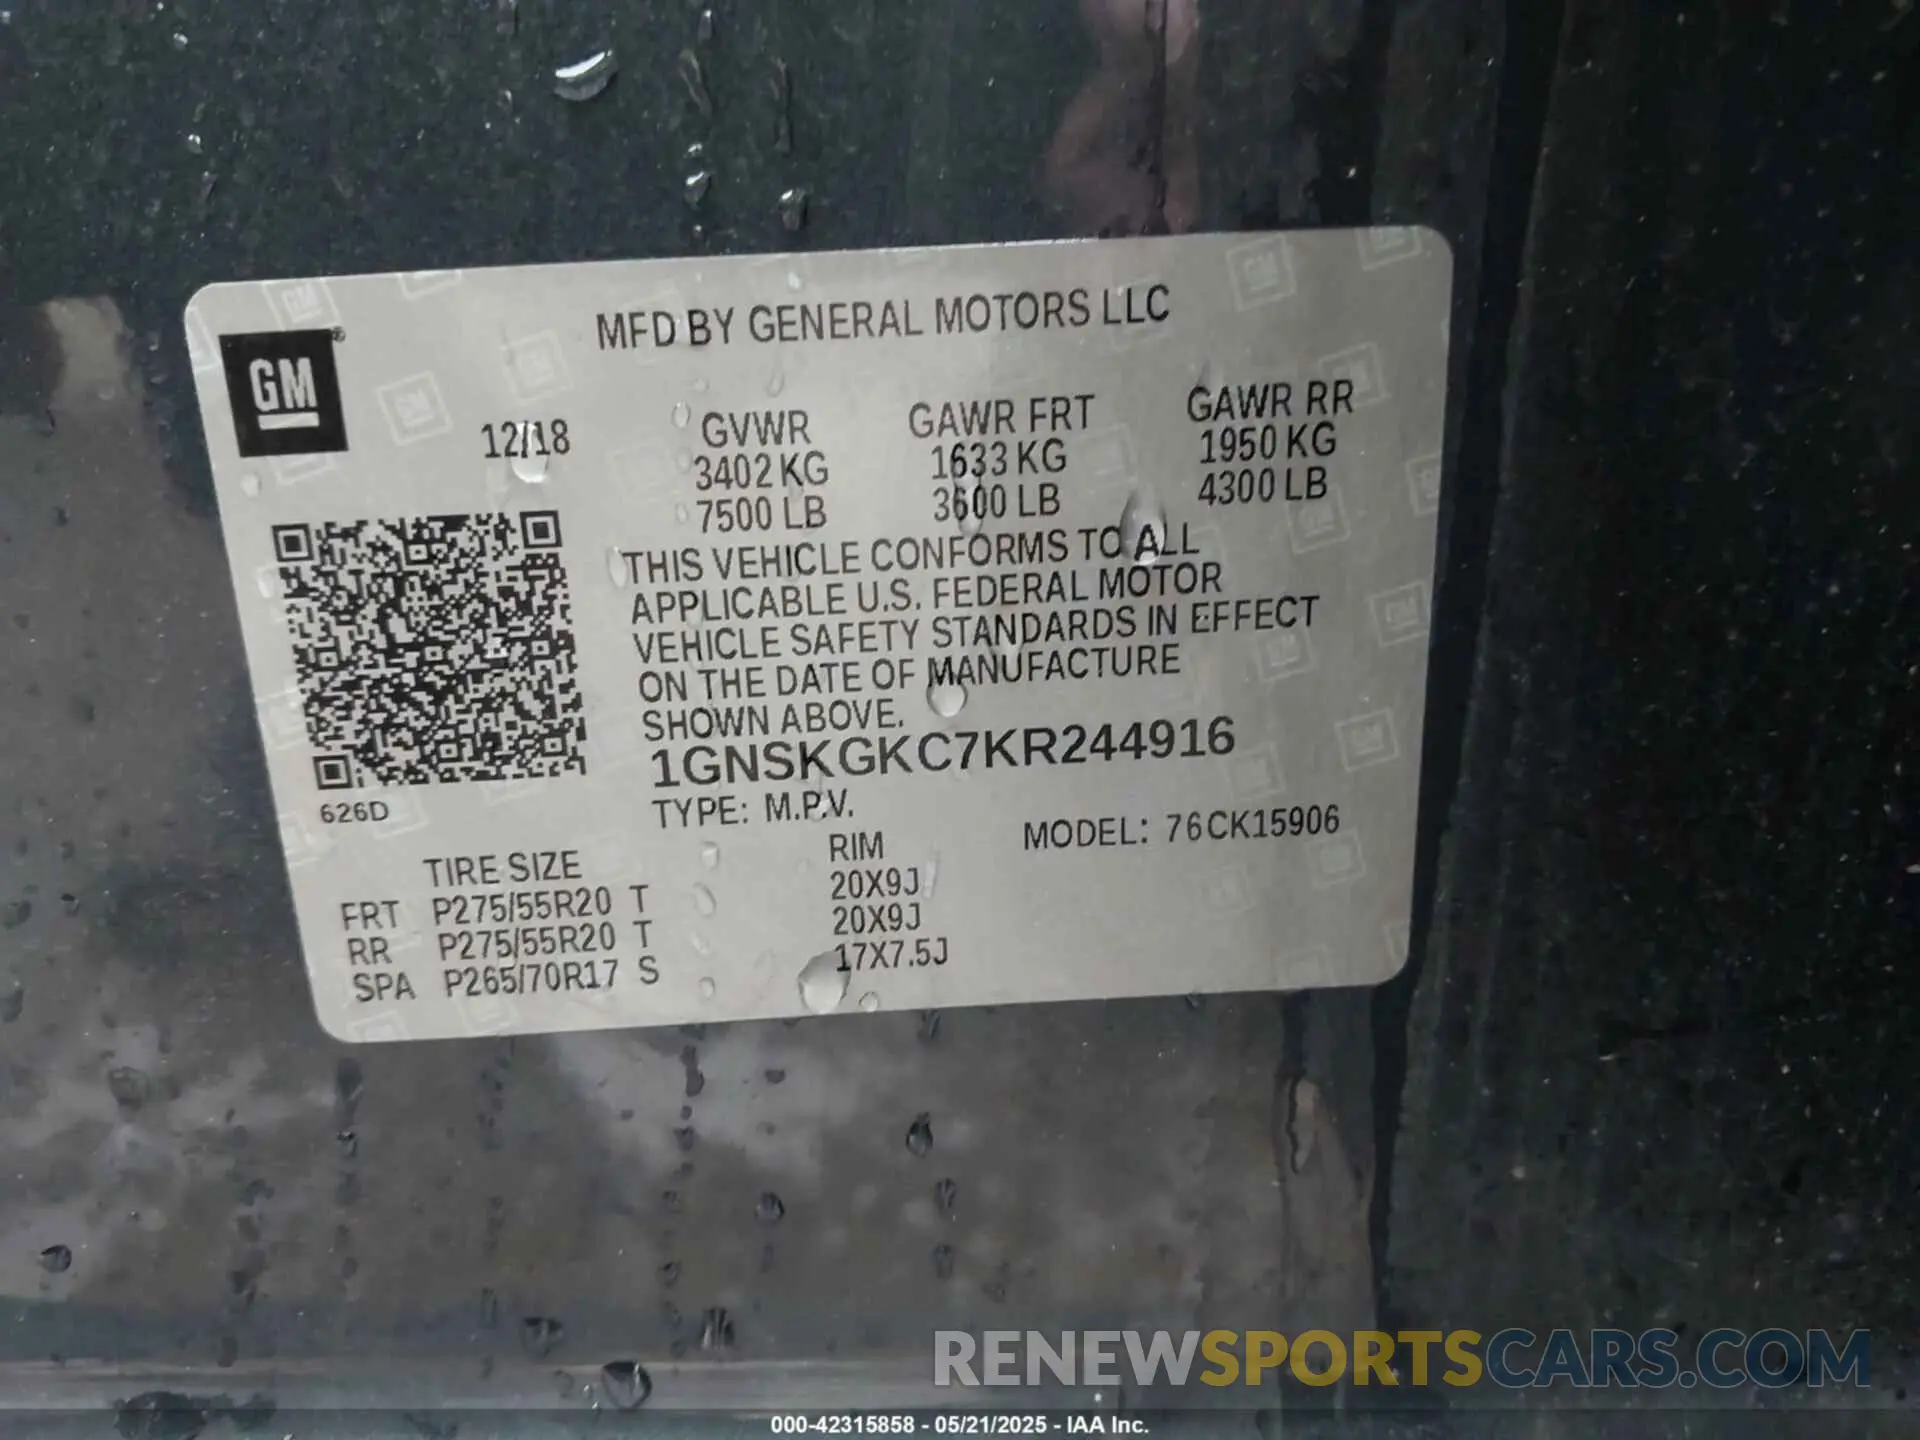 MFD BY GENERAL MOTORS LLC
GM ®
12/18 GVWR GAWR FRT GAWR RR
3402 KG 1633 KG 1950 KG
7500 LB 3600 LB 4300 LB
THIS VEHICLE CONFORMS TO ALL
APPLICABLE U.S. FEDERAL MOTOR
VEHICLE SAFETY STANDARDS IN EFFECT
ON THE DATE OF MANUFACTURE
SHOWN ABOVE.
1GNSKGKC7KR244916
626D
TYPE: M.P.V.
MODEL: 76CK15906
TIRE SIZE RIM
FRT P275/55R20 T 20X9J
RR P275/55R20 T 20X9J
SPA P265/70R17 S 17X7.5J
RENEWSPORTSCARS.COM
000-42315858 - 05/21/2025 - IAA Inc.